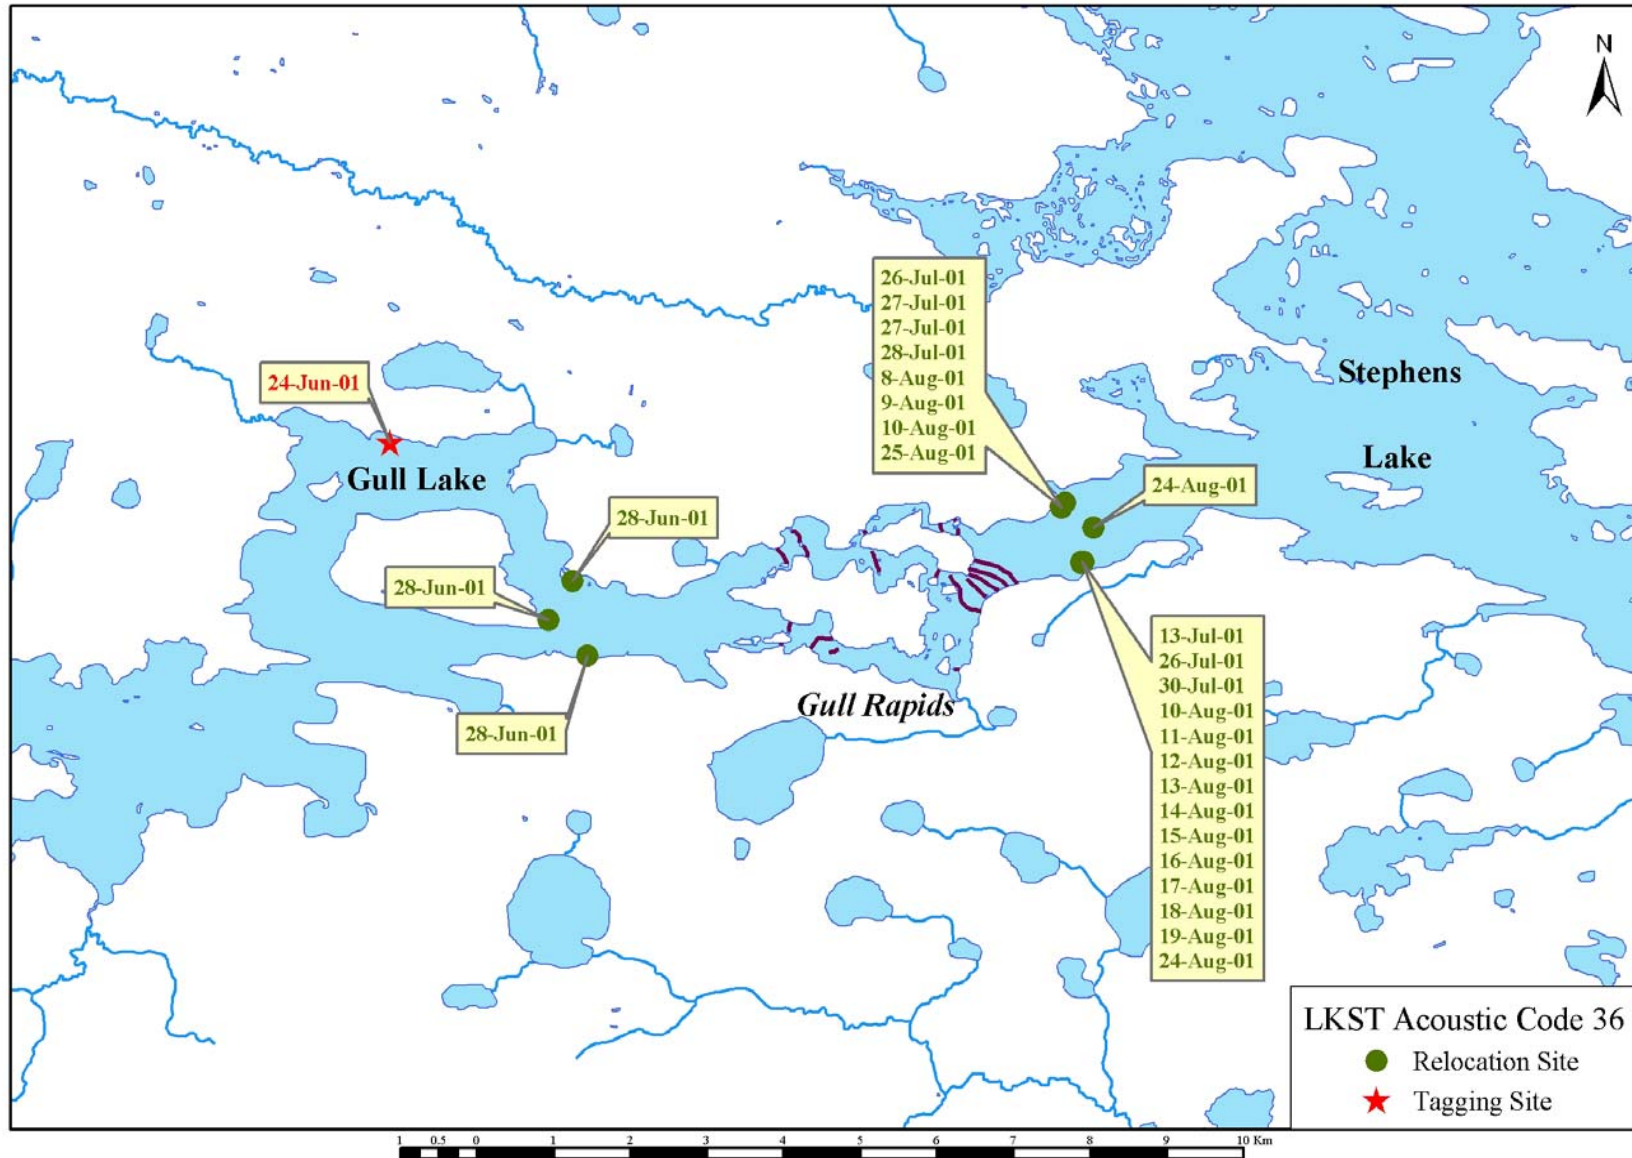 N
26-Jul-01
27-Jul-01
27-Jul-01
28-Jul-01
8-Aug-01
9-Aug-01
10-Aug-01
25-Aug-01
Stephens
Lake
24-Jun-01
Gull Lake
24-Aug-01
28-Jun-01
28-Jun-01
28-Jun-01
Gull Rapids
13-Jul-01
26-Jul-01
30-Jul-01
10-Aug-01
11-Aug-01
12-Aug-01
13-Aug-01
14-Aug-01
15-Aug-01
16-Aug-01
17-Aug-01
18-Aug-01
19-Aug-01
24-Aug-01
LKST Acoustic Code 36
Relocation Site
Tagging Site
1 0.5 0 1 2 3 4 5 6 7 8 9 10 Km